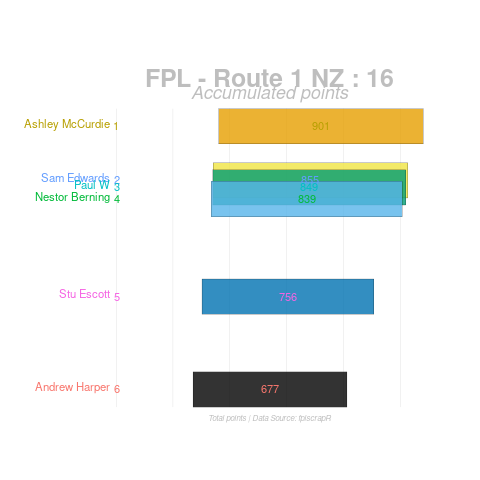 FPL - Route 1 NZ : 16
Accumulated points
Ashley McCurdie 1 901
Sam Edwards 2 855
Paul W 3 849
Nestor Berning 4 839
Stu Escott 5 756
Andrew Harper 6 677
Total points | Data Source: fplscrapR